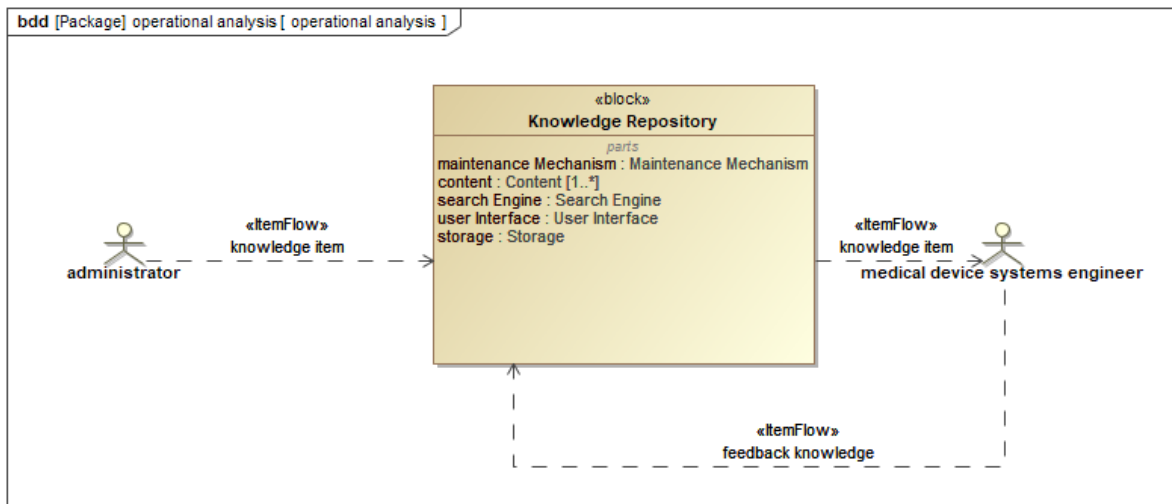 bdd [Package] operational analysis [ operational analysis ]
«block»
Knowledge Repository
parts
maintenance Mechanism : Maintenance Mechanism
content : Content [1..*]
search Engine : Search Engine
user Interface : User Interface
storage : Storage
«ItemFlow»
knowledge item
administrator
«ItemFlow»
knowledge item
medical device systems engineer
«ItemFlow»
feedback knowledge